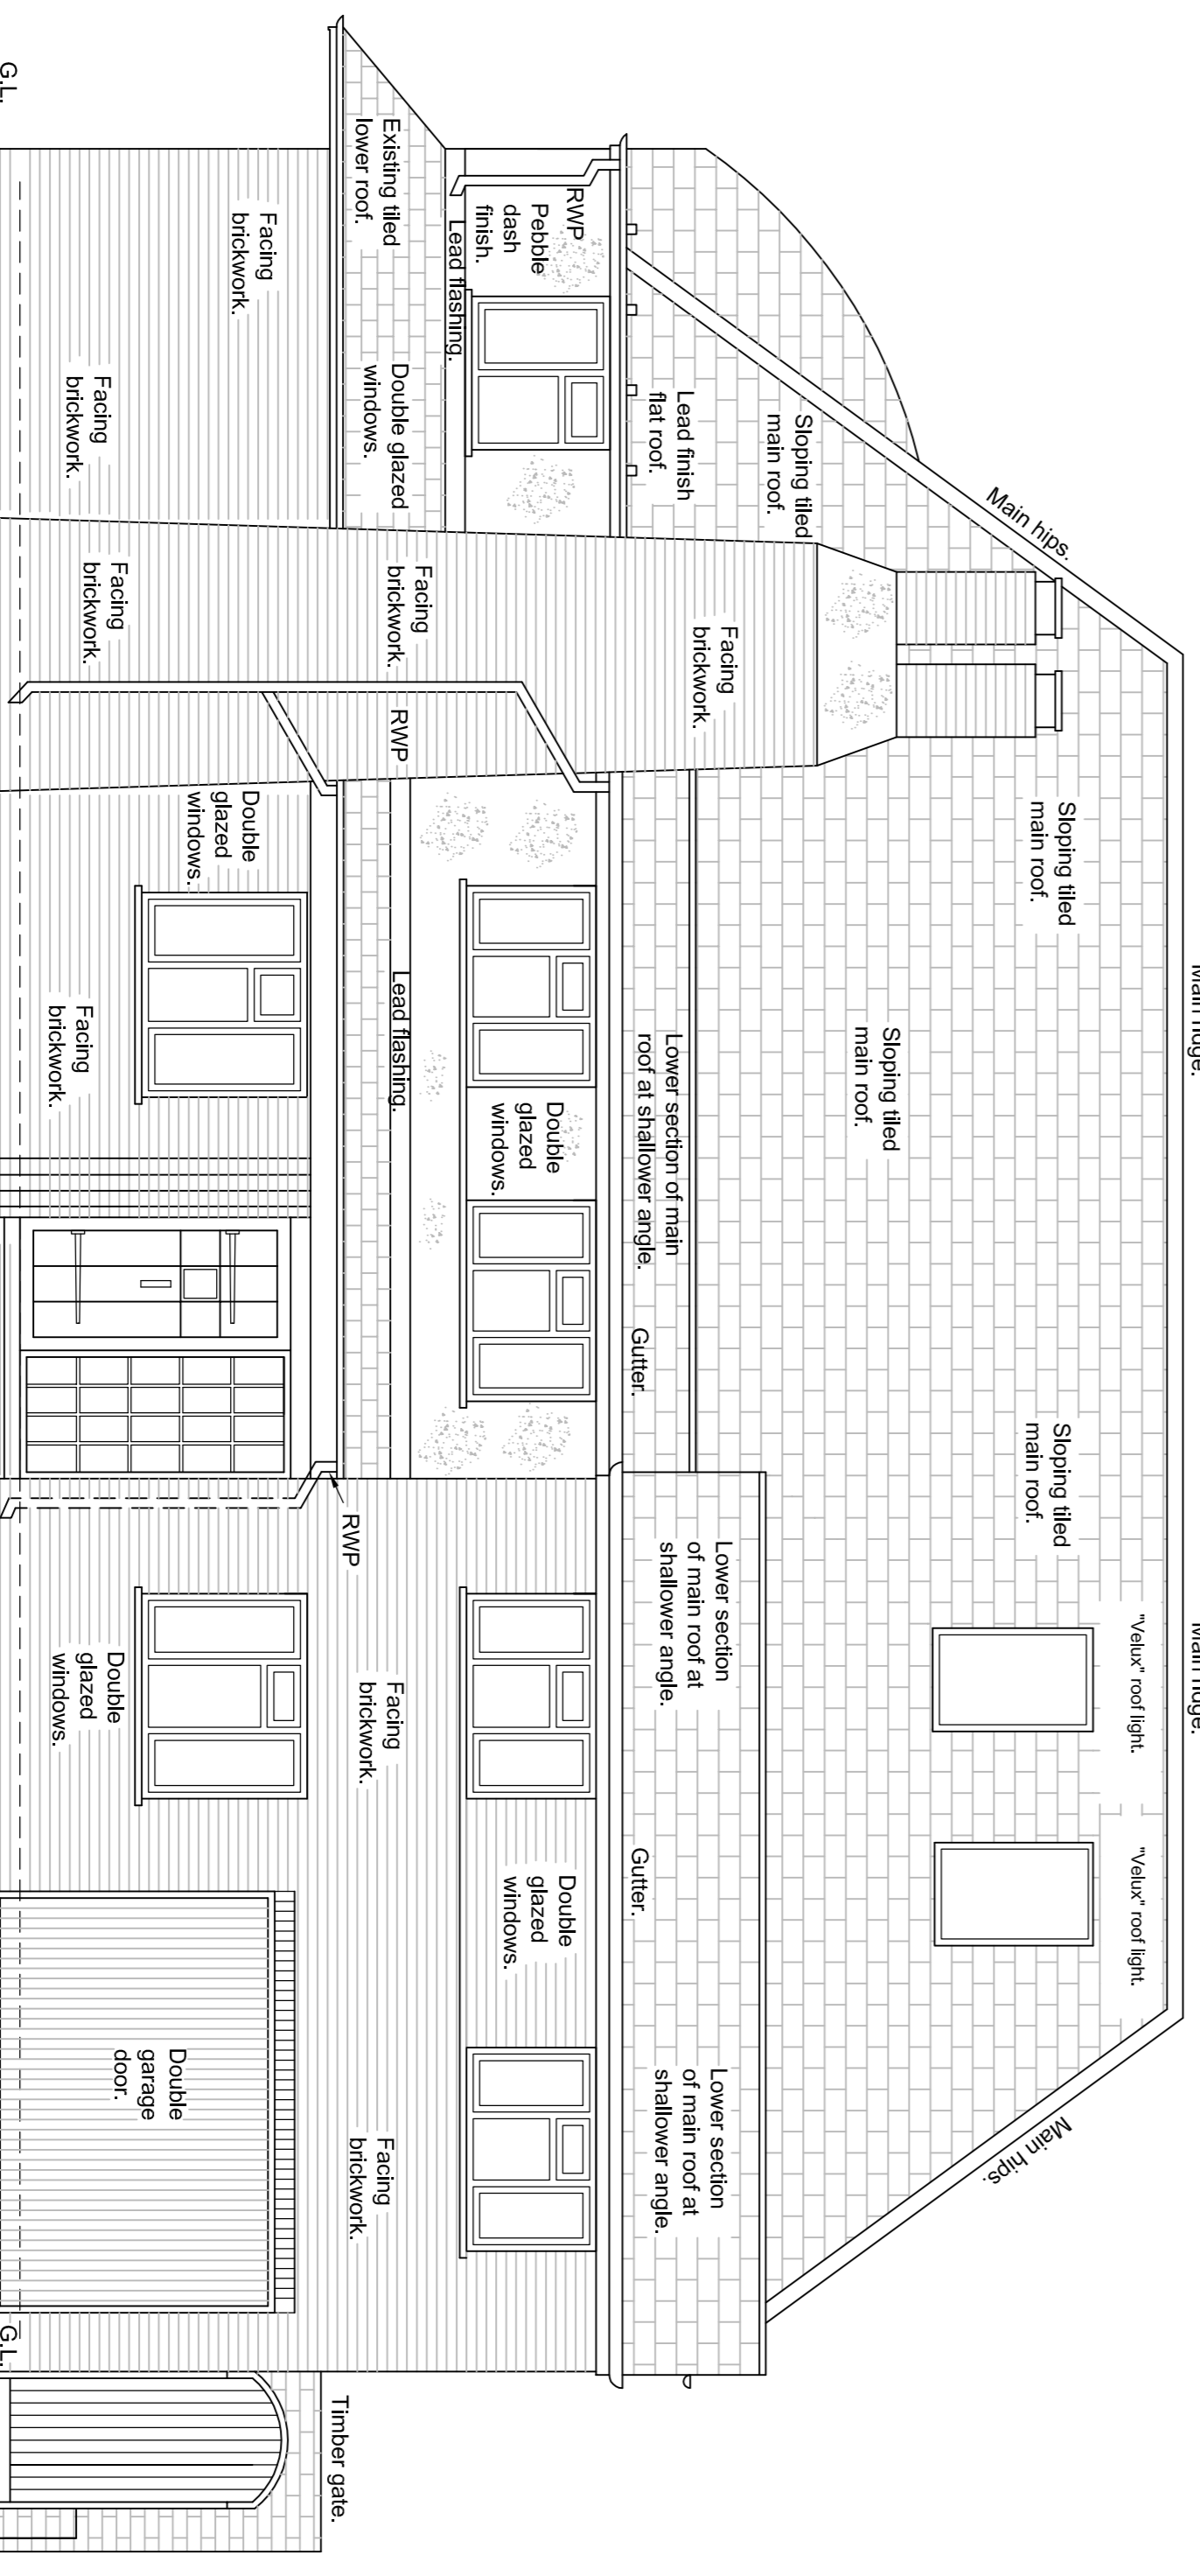 Main ridge.
Main ridge.
Main hips.
"Velux" roof light.
"Velux" roof light.
Main hips.
Sloping tiled
main roof.
Sloping tiled
main roof.
Sloping tiled
main roof.
Sloping tiled
main roof.
Lead finish
flat roof.
Facing
brickwork.
Lower section of main
roof at shallower angle.
Gutter.
Lower section
of main roof at
shallower angle.
Gutter.
Lower section
of main roof at
shallower angle.
RWP
Pebble
dash
finish.
Lead flashing.
Double
glazed
windows.
Double
glazed
windows.
Existing tiled
lower roof.
Double glazed
windows.
Facing
brickwork.
RWP
Lead flashing.
RWP
Facing
brickwork.
Facing
brickwork.
Timber gate.
Facing
brickwork.
Facing
brickwork.
Facing
brickwork.
Double
glazed
windows.
Facing
brickwork.
Double
glazed
windows.
Double
garage
door.
G.L.
G.L.